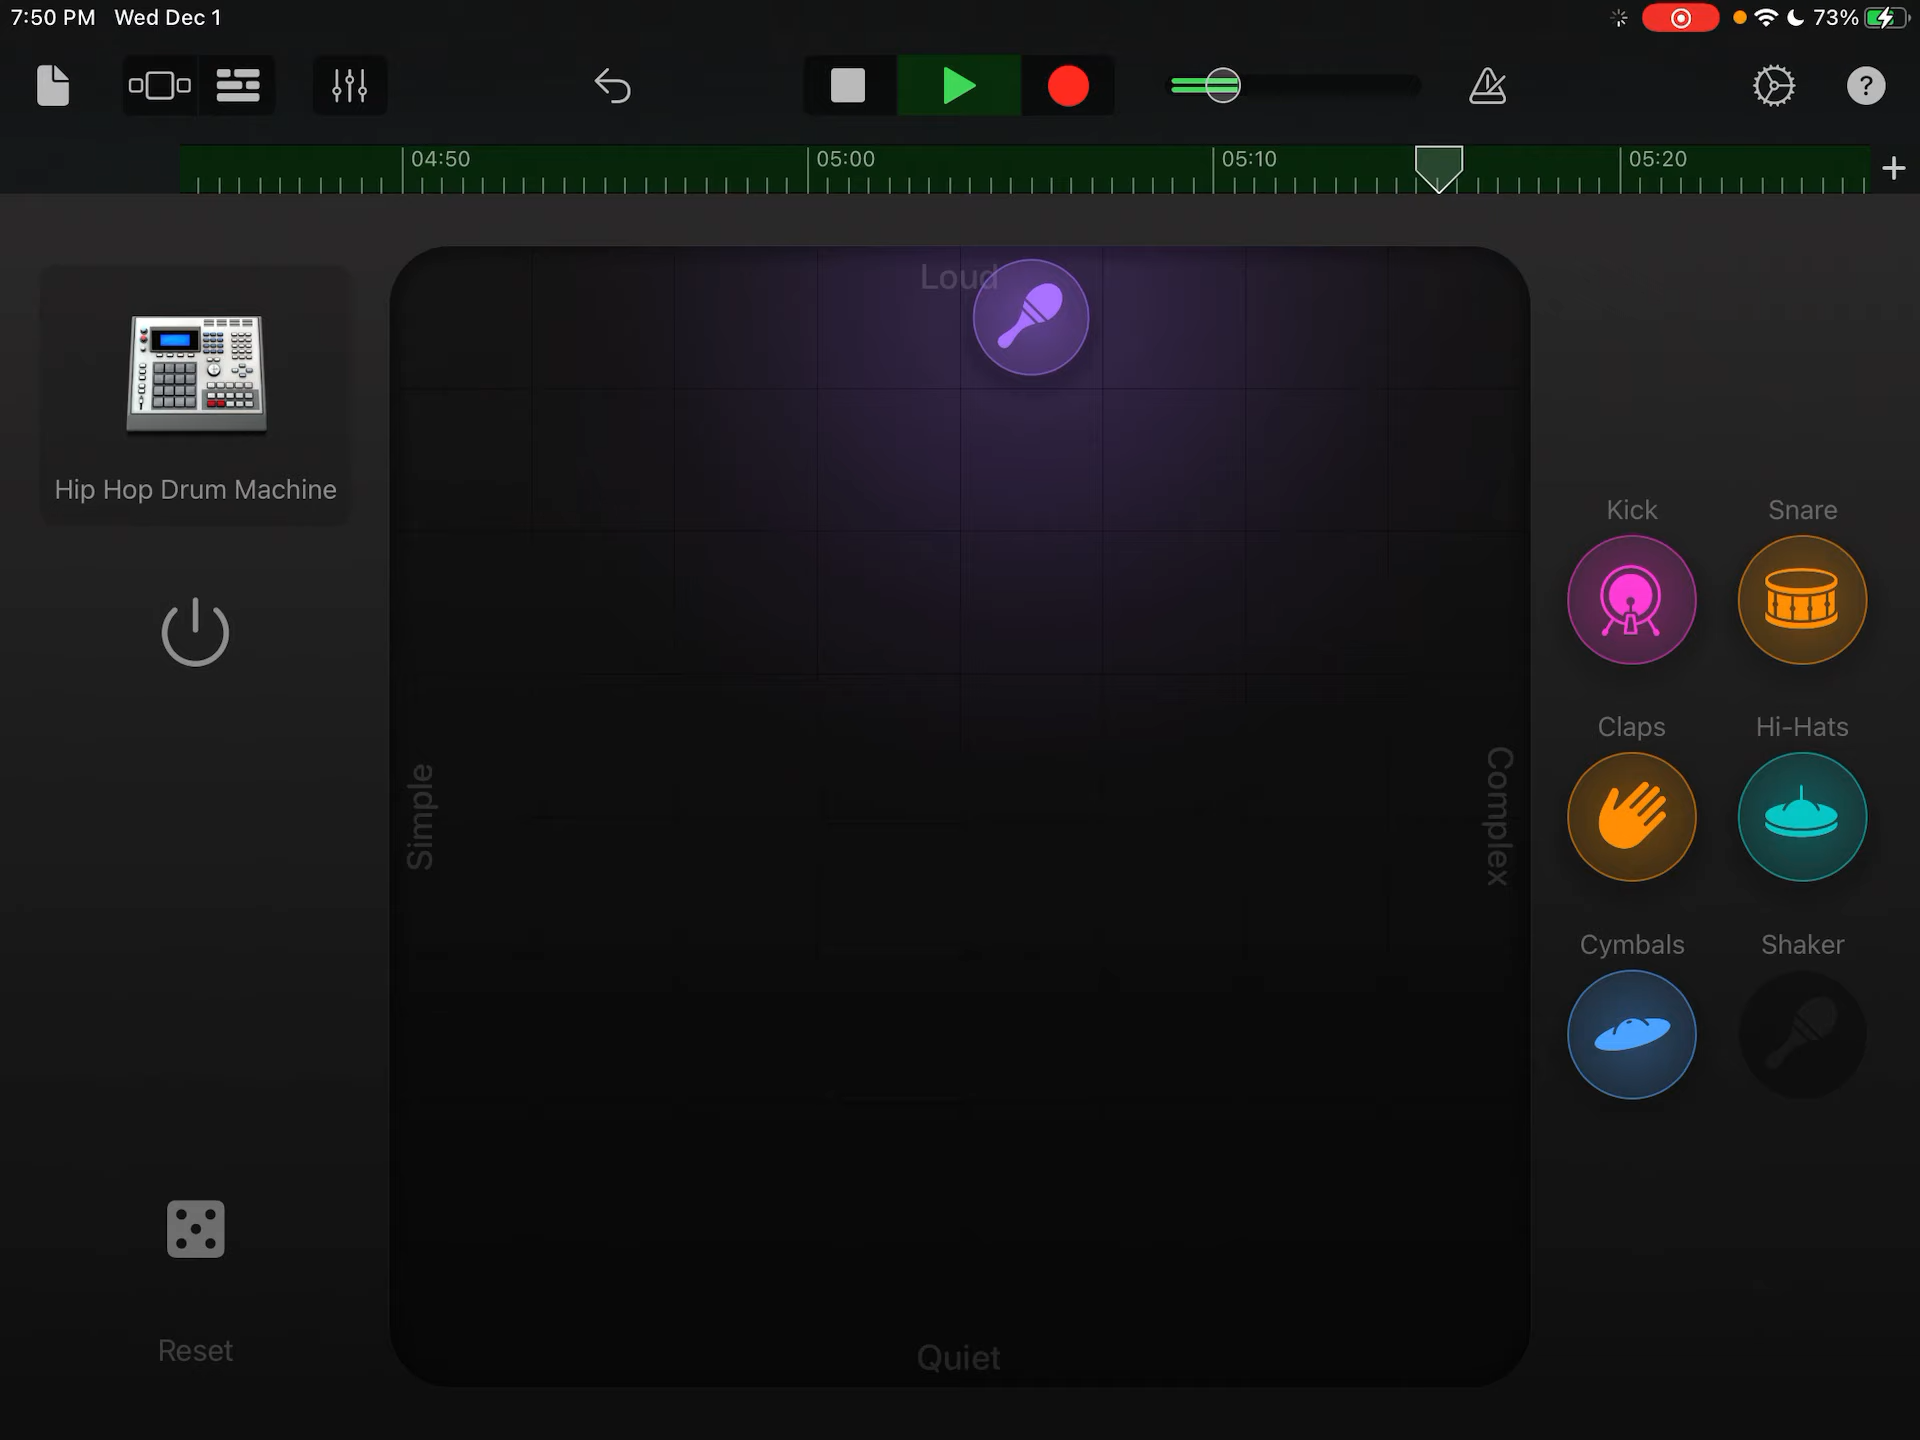 7:50 PM Wed Dec 1
73%
04:50 05:00 05:10 05:20
Loud
Hip Hop Drum Machine
Kick Snare
Claps Hi-Hats
Simple
Complex
Cymbals Shaker
Reset
Quiet